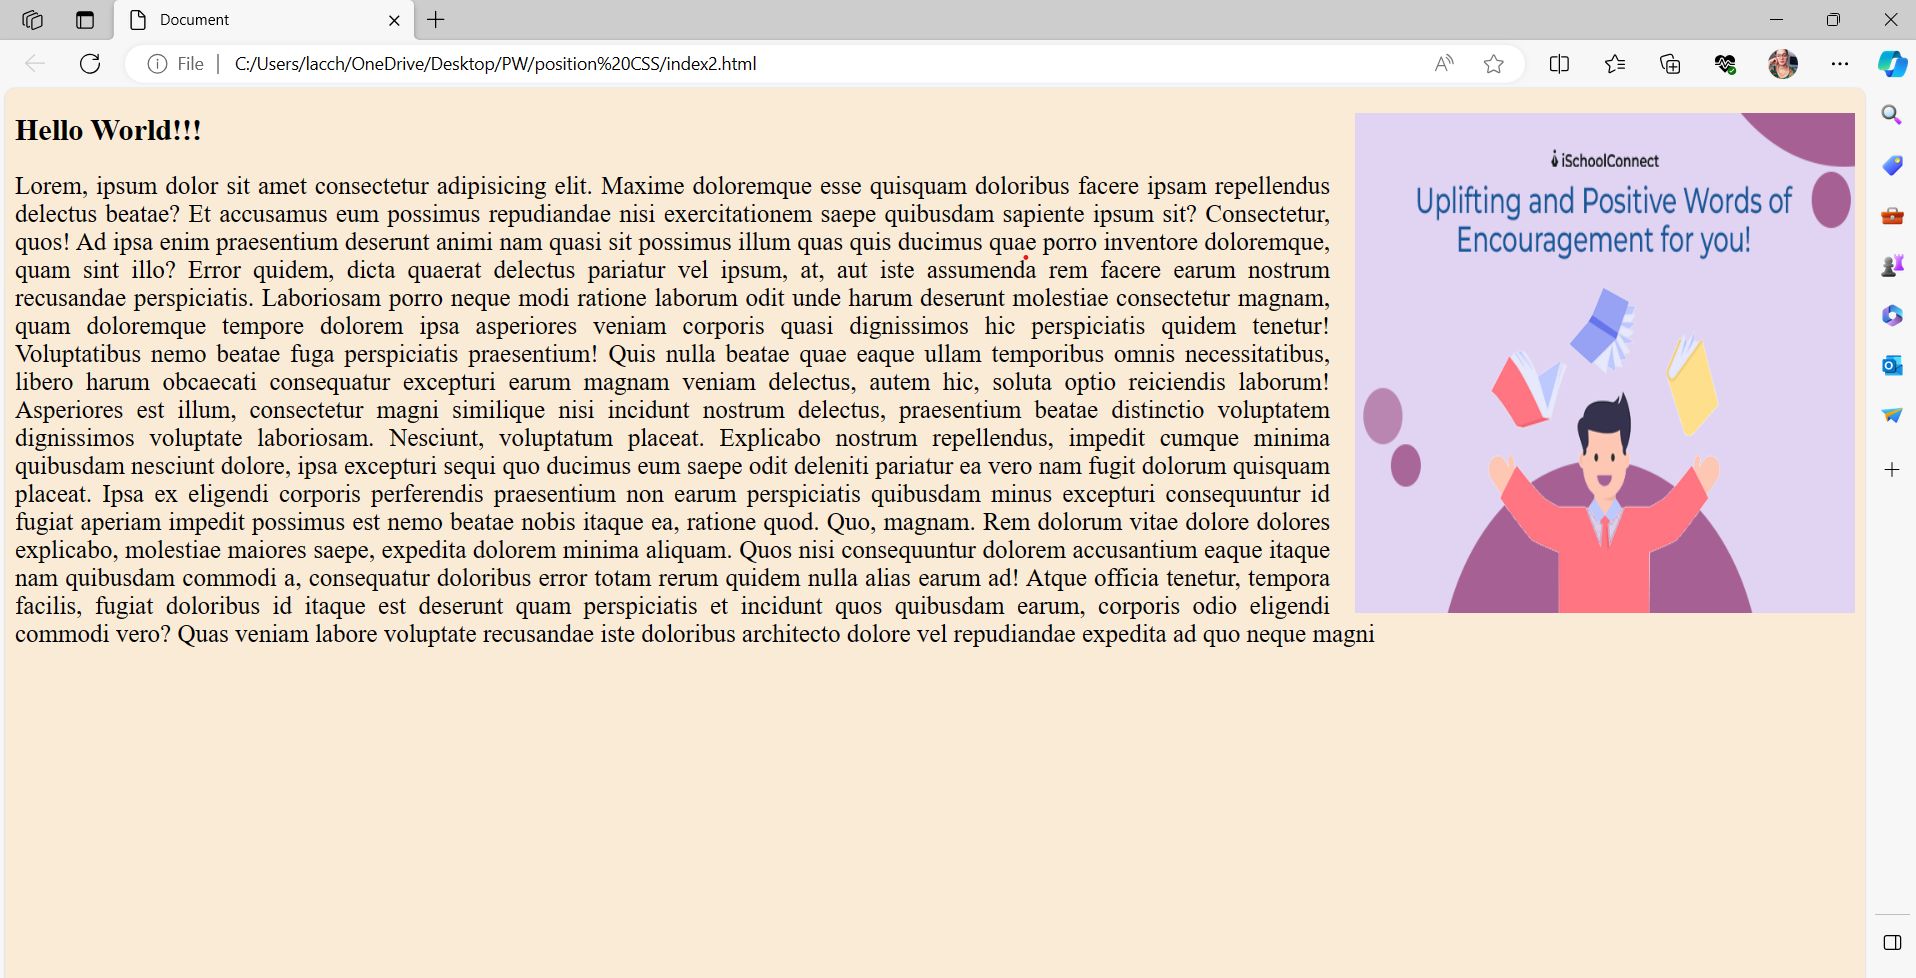 Document
File
C:/Users/lacch/OneDrive/Desktop/PW/position%20CSS/index2.html
Hello World!!!
Lorem, ipsum dolor sit amet consectetur adipisicing elit. Maxime doloremque esse quisquam doloribus facere ipsam repellendus
delectus beatae? Et accusamus eum possimus repudiandae nisi exercitationem saepe quibusdam sapiente ipsum sit? Consectetur,
quos! Ad ipsa enim praesentium deserunt animi nam quasi sit possimus illum quas quis ducimus quae porro inventore doloremque,
quam sint illo? Error quidem, dicta quaerat delectus pariatur vel ipsum, at, aut iste assumenda rem facere earum nostrum
recusandae perspiciatis. Laboriosam porro neque modi ratione laborum odit unde harum deserunt molestiae consectetur magnam,
quam doloremque tempore dolorem ipsa asperiores veniam corporis quasi dignissimos hic perspiciatis quidem tenetur!
Voluptatibus nemo beatae fuga perspiciatis praesentium! Quis nulla beatae quae eaque ullam temporibus omnis necessitatibus,
libero harum obcaecati consequatur excepturi earum magnam veniam delectus, autem hic, soluta optio reiciendis laborum!
Asperiores est illum, consectetur magni similique nisi incidunt nostrum delectus, praesentium beatae distinctio voluptatem
dignissimos voluptate laboriosam. Nesciunt, voluptatum placeat. Explicabo nostrum repellendus, impedit cumque minima
quibusdam nesciunt dolore, ipsa excepturi sequi quo ducimus eum saepe odit deleniti pariatur ea vero nam fugit dolorum quisquam
placeat. Ipsa ex eligendi corporis perferendis praesentium non earum perspiciatis quibusdam minus excepturi consequuntur id
fugiat aperiam impedit possimus est nemo beatae nobis itaque ea, ratione quod. Quo, magnam. Rem dolorum vitae dolore dolores
explicabo, molestiae maiores saepe, expedita dolorem minima aliquam. Quos nisi consequuntur dolorem accusantium eaque itaque
nam quibusdam commodi a, consequatur doloribus error totam rerum quidem nulla alias earum ad! Atque officia tenetur, tempora
facilis, fugiat doloribus id itaque est deserunt quam perspiciatis et incidunt quos quibusdam earum, corporis odio eligendi
commodi vero? Quas veniam labore voluptate recusandae iste doloribus architecto dolore vel repudiandae expedita ad quo neque magni
iSchoolConnect
Uplifting and Positive Words of
Encouragement for you!